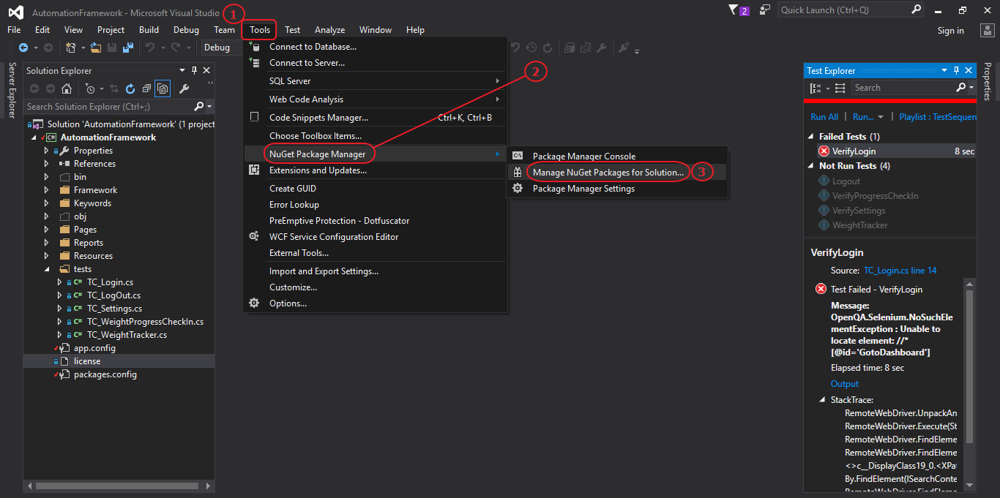 AutomationFramework - Microsoft Visual Studio
1
2
Quick Launch (Ctrl+Q)
File Edit View Project Build Debug Team Tools Test Analyze Window Help
Sign in
Debug
Server Explorer
Solution Explorer
Search Solution Explorer (Ctrl+;)
Solution 'AutomationFramework' (1 project
C# AutomationFramework
Properties
References
bin
Framework
Keywords
obj
Pages
Reports
Resources
tests
C# TC_Login.cs
C# TC_LogOut.cs
C# TC_Settings.cs
C# TC_WeightProgressCheckIn.cs
C# TC_WeightTracker.cs
app.config
license
packages.config
Connect to Database...
Connect to Server...
SQL Server
Web Code Analysis
Code Snippets Manager... Ctrl+K, Ctrl+B
Choose Toolbox Items...
NuGet Package Manager
Extensions and Updates...
Create GUID
Error Lookup
PreEmptive Protection - Dotfuscator
WCF Service Configuration Editor
External Tools...
Import and Export Settings...
Customize...
Options...
2
C:\ Package Manager Console
Manage NuGet Packages for Solution... 3
Package Manager Settings
Test Explorer
Search
Run All | Run... | Playlist : TestSequen
Failed Tests (1)
VerifyLogin 8 sec
Not Run Tests (4)
Logout
VerifyProgressCheckIn
VerifySettings
WeightTracker
VerifyLogin
Source: TC_Login.cs line 14
Test Failed - VerifyLogin
Message:
OpenQA.Selenium.NoSuchEle
mentException : Unable to
locate element: //*
[@id='GotoDashboard']
Elapsed time: 8 sec
Output
StackTrace:
RemoteWebDriver.UnpackAn
RemoteWebDriver.Execute(St
RemoteWebDriver.FindEleme
RemoteWebDriver.FindEleme
<>c__DisplayClass19_0.<XPat
By.FindElement(ISearchConte
RemoteWebDriver.FindEleme
Properties